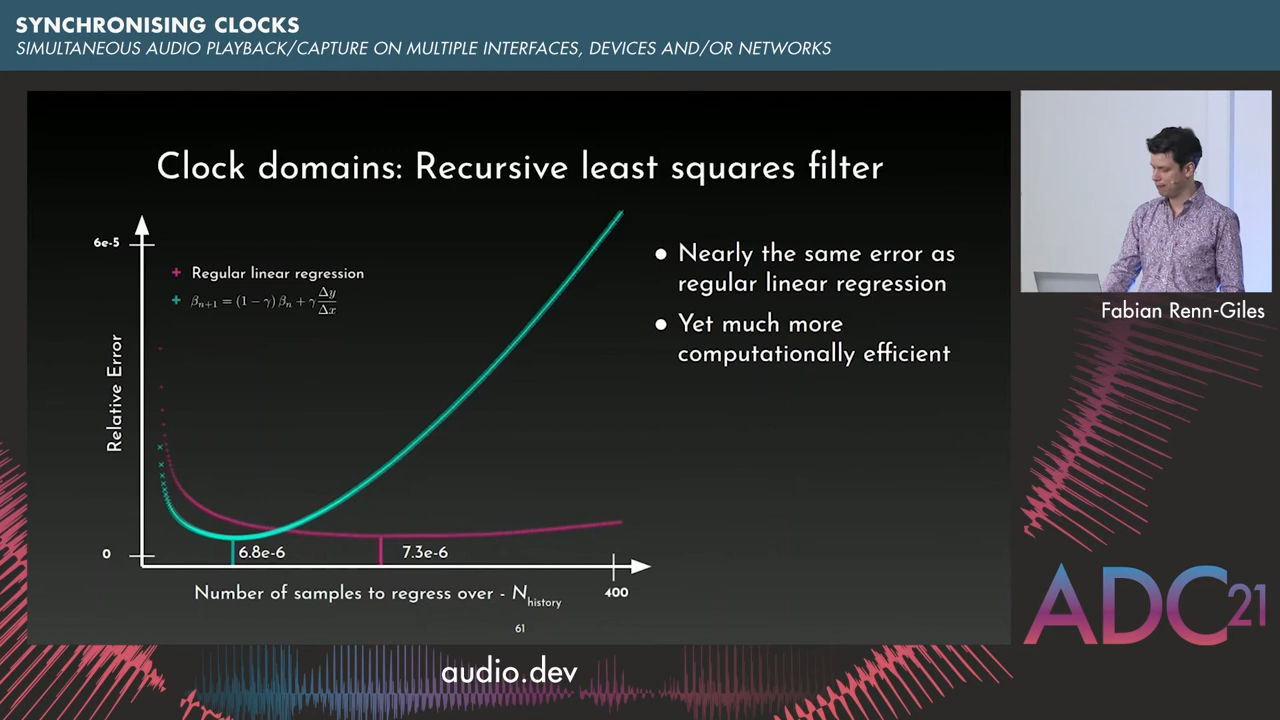 SYNCHRONISING CLOCKS
SIMULTANEOUS AUDIO PLAYBACK/CAPTURE ON MULTIPLE INTERFACES, DEVICES AND/OR NETWORKS
Clock domains: Recursive least squares filter
6e-5
+ Regular linear regression
+ βₙ₊₁ = (1 − γ) βₙ + γ Δy/Δx
Relative Error
0
6.8e-6
7.3e-6
Number of samples to regress over - N history
400
● Nearly the same error as
regular linear regression
● Yet much more
computationally efficient
61
Fabian Renn-Giles
ADC21
audio.dev